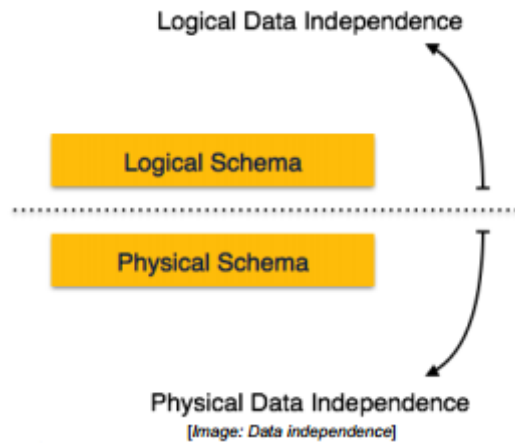 Logical Data Independence
Logical Schema
Physical Schema
Physical Data Independence
[Image: Data independence]